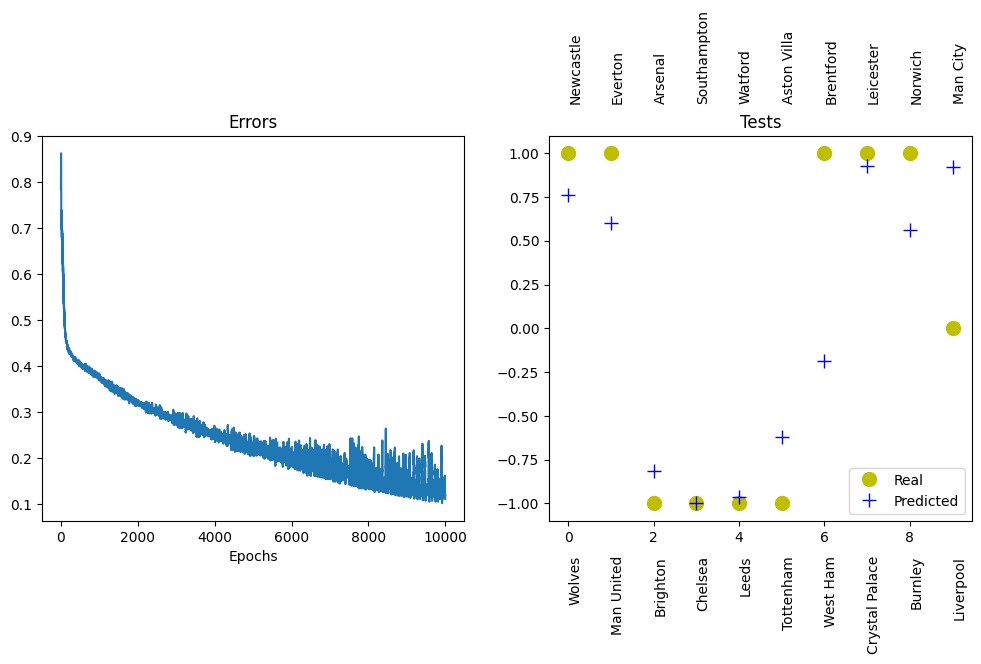 Errors
0.9
0.8
0.7
0.6
0.5
0.4
0.3
0.2
0.1
0 2000 4000 6000 8000 10000
Epochs
Newcastle
Everton
Arsenal
Southampton
Watford
Aston Villa
Brentford
Leicester
Norwich
Man City
Tests
1.00
0.75
0.50
0.25
0.00
−0.25
−0.50
−0.75
−1.00
Real
Predicted
0 2 4 6 8
Wolves
Man United
Brighton
Chelsea
Leeds
Tottenham
West Ham
Crystal Palace
Burnley
Liverpool